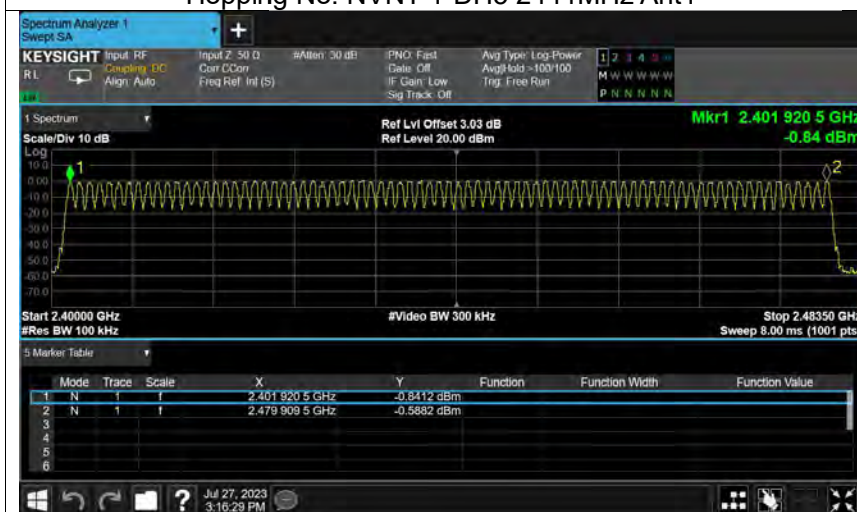 Hopping No. NVNT 1-DH5 2441MHz Ant1
Spectrum Analyzer 1
Swept SA
+
KEYSIGHT Input: RF Input Z: 50 Ω #Atten: 30 dB PNO: Fast Avg Type: Log-Power 1 2 3 4 5 6
R L Coupling: DC Corr CCorr Gate: Off Avg|Hold >100/100 M W W W W W
Align: Auto Freq Ref: Int (S) IF Gain: Low Trig: Free Run
Sig Track: Off P N N N N N
1 Spectrum
Scale/Div 10 dB
Ref Lvl Offset 3.03 dB
Ref Level 20.00 dBm
Mkr1 2.401 920 5 GHz
-0.84 dBm
Log
10.0
0.00
-10.0
-20.0
-30.0
-40.0
-50.0
-60.0
-70.0
1
2
Start 2.40000 GHz #Video BW 300 kHz Stop 2.48350 GHz
#Res BW 100 kHz Sweep 8.00 ms (1001 pts)
5 Marker Table
Mode Trace Scale X Y Function Function Width Function Value
1 N 1 f 2.401 920 5 GHz -0.8412 dBm
2 N 1 f 2.479 909 5 GHz -0.5882 dBm
3
4
5
6
? Jul 27, 2023
3:16:29 PM